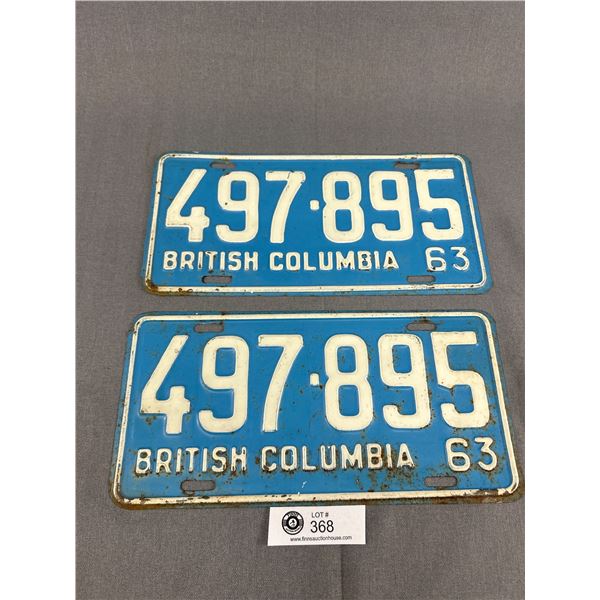 497·895
BRITISH COLUMBIA 63
497·895
BRITISH COLUMBIA 63
LOT #
368
www.finnsauctionhouse.com